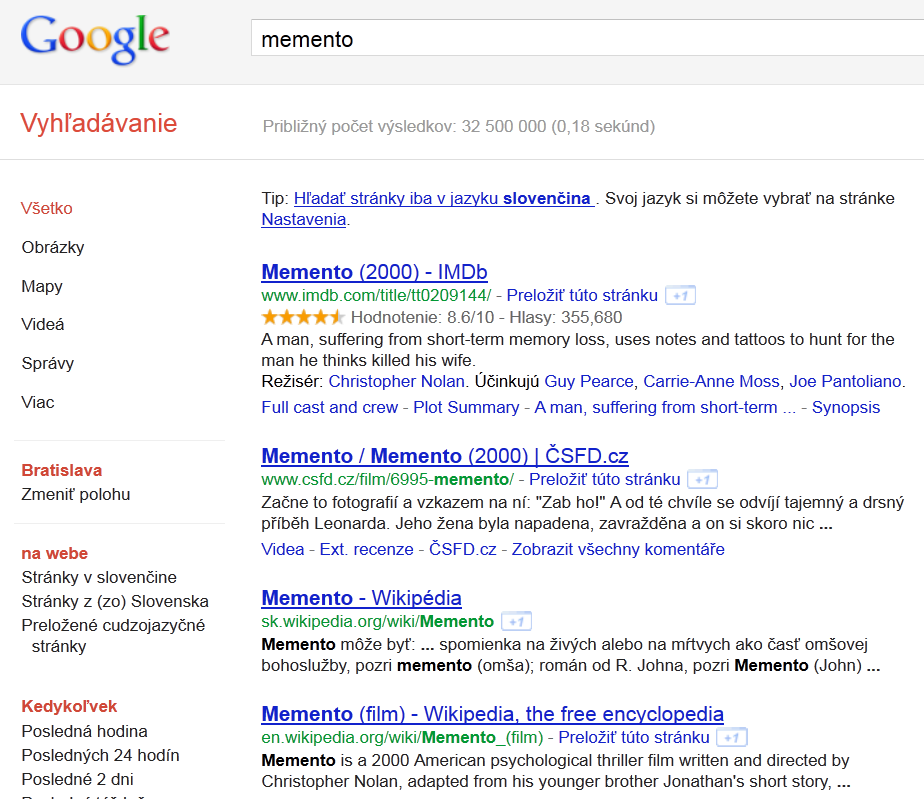 Google
memento
Vyhľadávanie
Približný počet výsledkov: 32 500 000 (0,18 sekúnd)
Všetko
Obrázky
Mapy
Videá
Správy
Viac
Bratislava
Zmeniť polohu
na webe
Stránky v slovenčine
Stránky z (zo) Slovenska
Preložené cudzojazyčné
stránky
Kedykoľvek
Posledná hodina
Posledných 24 hodín
Posledné 2 dni
Tip: Hľadať stránky iba v jazyku slovenčina . Svoj jazyk si môžete vybrať na stránke
Nastavenia.
Memento (2000) - IMDb
www.imdb.com/title/tt0209144/ - Preložiť túto stránku +1
Hodnotenie: 8.6/10 - Hlasy: 355,680
A man, suffering from short-term memory loss, uses notes and tattoos to hunt for the
man he thinks killed his wife.
Režisér: Christopher Nolan. Účinkujú Guy Pearce, Carrie-Anne Moss, Joe Pantoliano.
Full cast and crew - Plot Summary - A man, suffering from short-term ... - Synopsis
Memento / Memento (2000) | ČSFD.cz
www.csfd.cz/film/6995-memento/ - Preložiť túto stránku +1
Začne to fotografií a vzkazem na ní: "Zab ho!" A od té chvíle se odvíjí tajemný a drsný
příběh Leonarda. Jeho žena byla napadena, zavražděna a on si skoro nic ...
Videa - Ext. recenze - ČSFD.cz - Zobrazit všechny komentáře
Memento - Wikipédia
sk.wikipedia.org/wiki/Memento +1
Memento môže byť: ... spomienka na živých alebo na mŕtvych ako časť omšovej
bohoslužby, pozri memento (omša); román od R. Johna, pozri Memento (John) ...
Memento (film) - Wikipedia, the free encyclopedia
en.wikipedia.org/wiki/Memento_(film) - Preložiť túto stránku +1
Memento is a 2000 American psychological thriller film written and directed by
Christopher Nolan, adapted from his younger brother Jonathan's short story, ...